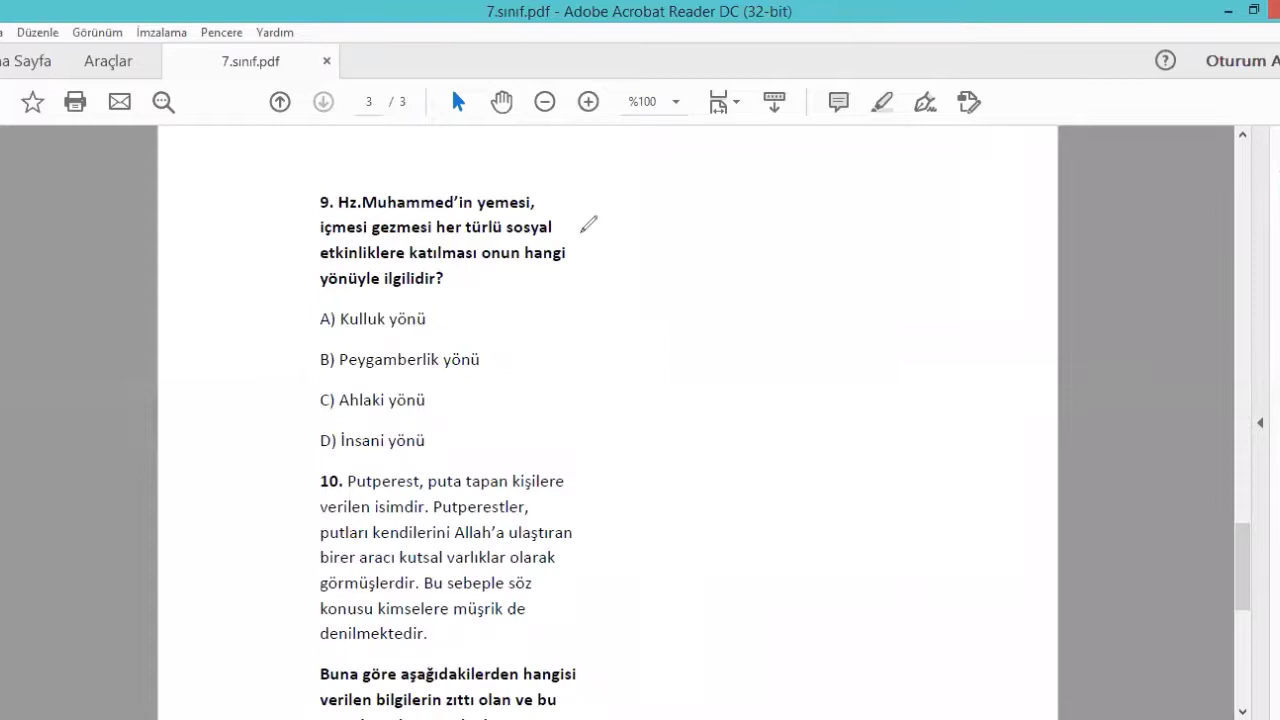 7.sınıf.pdf - Adobe Acrobat Reader DC (32-bit)
Düzenle Görünüm İmzalama Pencere Yardım
Sayfa Araçlar 7.sınıf.pdf × ? Oturum
3 / 3 %100
9. Hz.Muhammed’in yemesi,
içmesi gezmesi her türlü sosyal
etkinliklere katılması onun hangi
yönüyle ilgilidir?
A) Kulluk yönü
B) Peygamberlik yönü
C) Ahlaki yönü
D) İnsani yönü
10. Putperest, puta tapan kişilere
verilen isimdir. Putperestler,
putları kendilerini Allah’a ulaştıran
birer aracı kutsal varlıklar olarak
görmüşlerdir. Bu sebeple söz
konusu kimselere müşrik de
denilmektedir.
Buna göre aşağıdakilerden hangisi
verilen bilgilerin zıttı olan ve bu